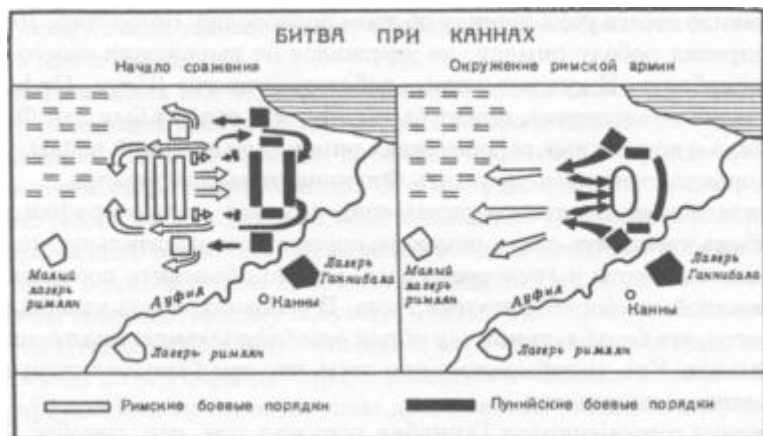 БИТВА ПРИ КАННАХ
Начало сражения
Окружение римской армии
Малый
лагерь
римлян
Ауфид
Лагерь
Ганнибала
Канны
Лагерь римлян
Малый
лагерь
римлян
Ауфид
Лагерь
Ганнибала
Канны
Лагерь римлян
Римские боевые порядки
Пунийские боевые порядки